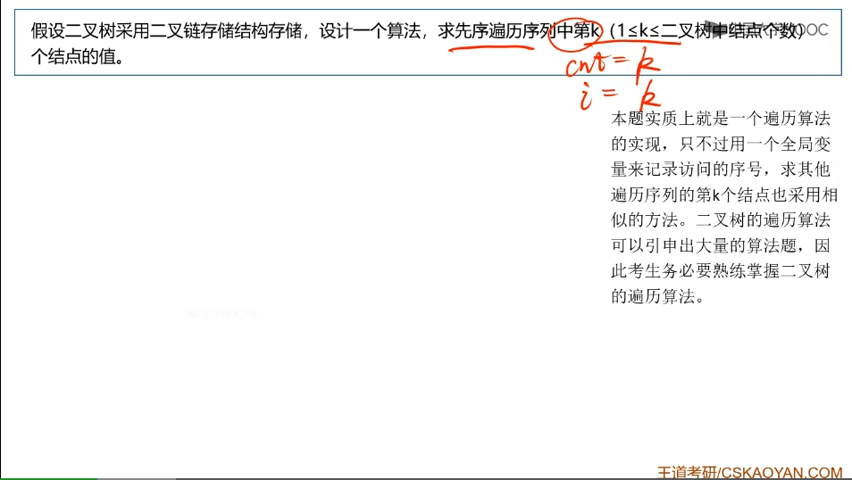 假设二叉树采用二叉链存储结构存储，设计一个算法，求先序遍历序列中第k（1≤k≤二叉树中结点个数）
个结点的值。
cnt = k
i = k
本题实质上就是一个遍历算法
的实现，只不过用一个全局变
量来记录访问的序号，求其他
遍历序列的第k个结点也采用相
似的方法。二叉树的遍历算法
可以引申出大量的算法题，因
此考生务必要熟练掌握二叉树
的遍历算法。
王道考研/CSKAOYAN.COM